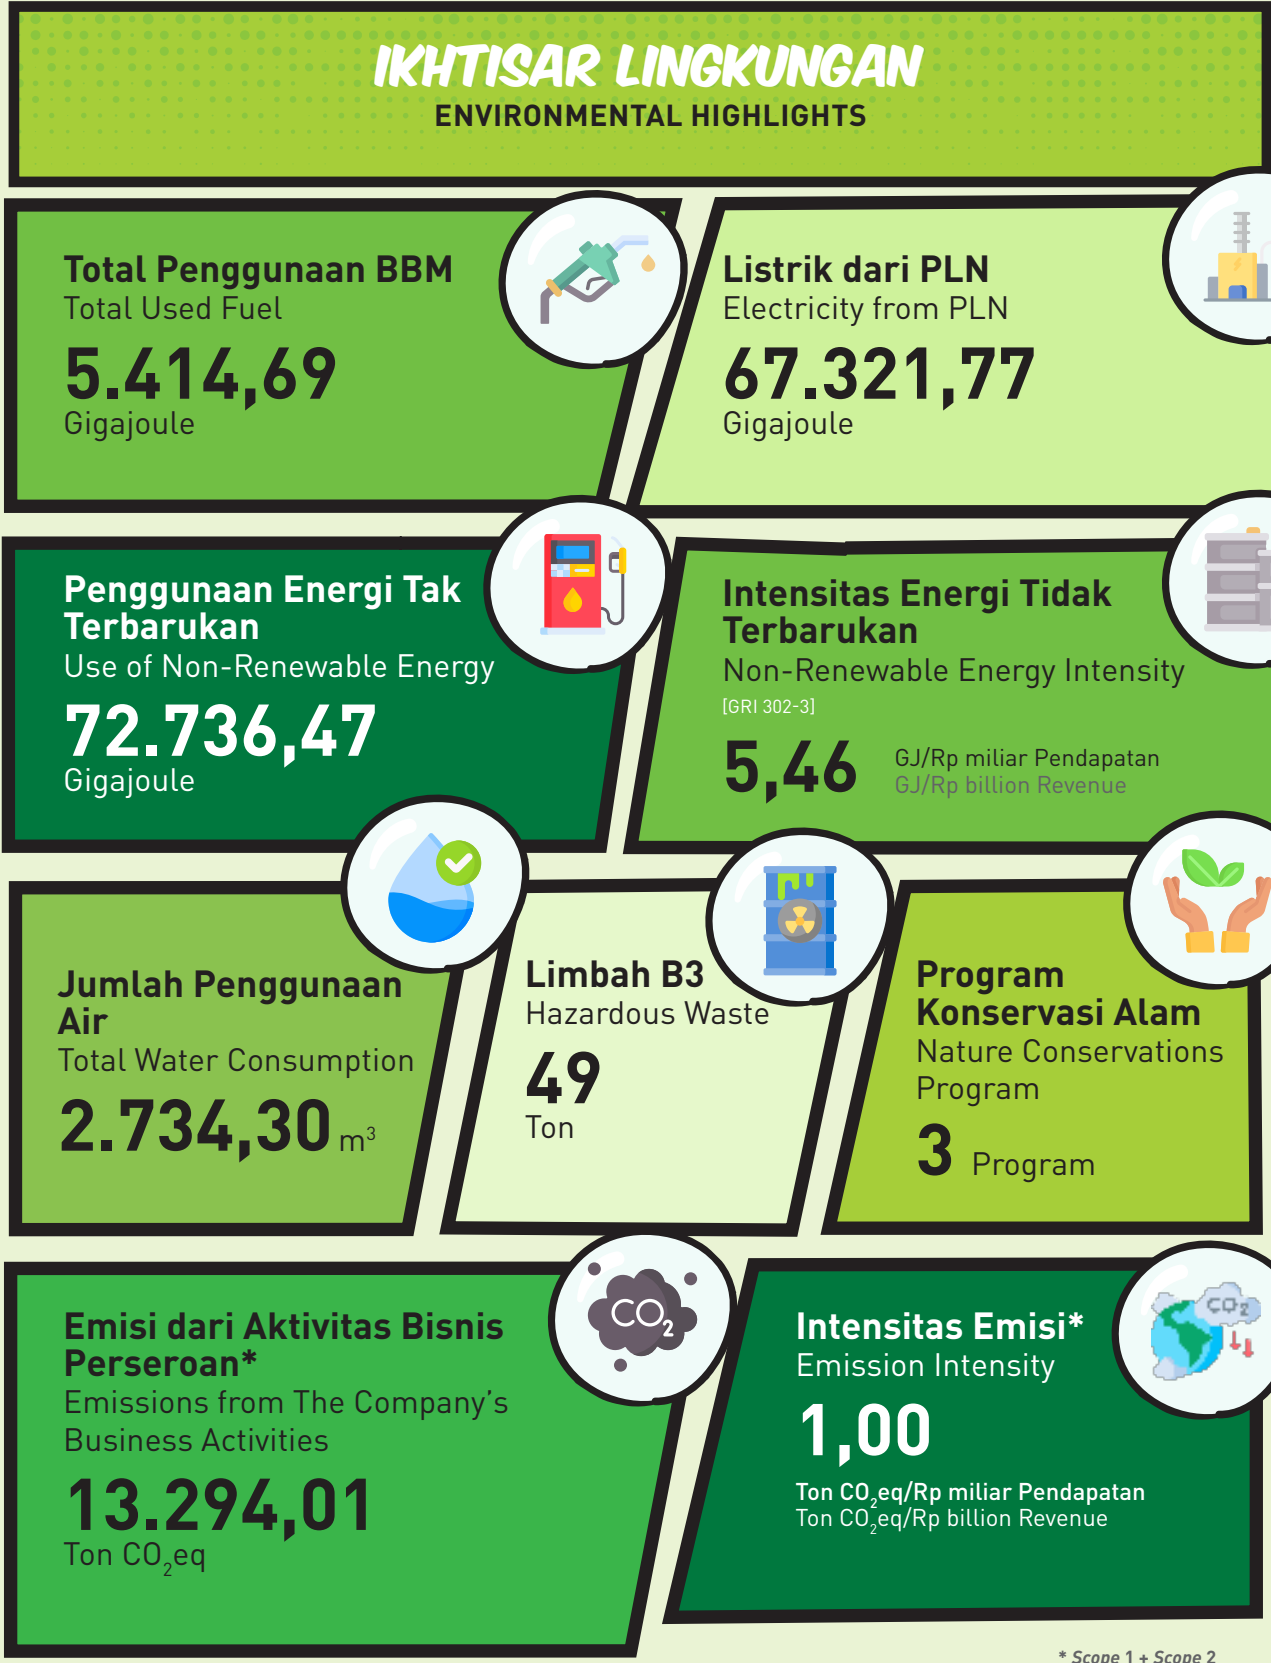 IKHTISAR LINGKUNGAN
ENVIRONMENTAL HIGHLIGHTS
Total Penggunaan BBM
Total Used Fuel
5.414,69
Gigajoule
Listrik dari PLN
Electricity from PLN
67.321,77
Gigajoule
Penggunaan Energi Tak
Terbarukan
Use of Non-Renewable Energy
72.736,47
Gigajoule
Intensitas Energi Tidak
Terbarukan
Non-Renewable Energy Intensity
[GRI 302-3]
5,46
GJ/Rp miliar Pendapatan
GJ/Rp billion Revenue
Jumlah Penggunaan
Air
Total Water Consumption
2.734,30 m³
Limbah B3
Hazardous Waste
49
Ton
Program
Konservasi Alam
Nature Conservations
Program
3 Program
Emisi dari Aktivitas Bisnis
Perseroan*
Emissions from The Company’s
Business Activities
13.294,01
Ton CO₂eq
CO₂
Intensitas Emisi*
Emission Intensity
1,00
Ton CO₂eq/Rp miliar Pendapatan
Ton CO₂eq/Rp billion Revenue
CO₂
* Scope 1 + Scope 2